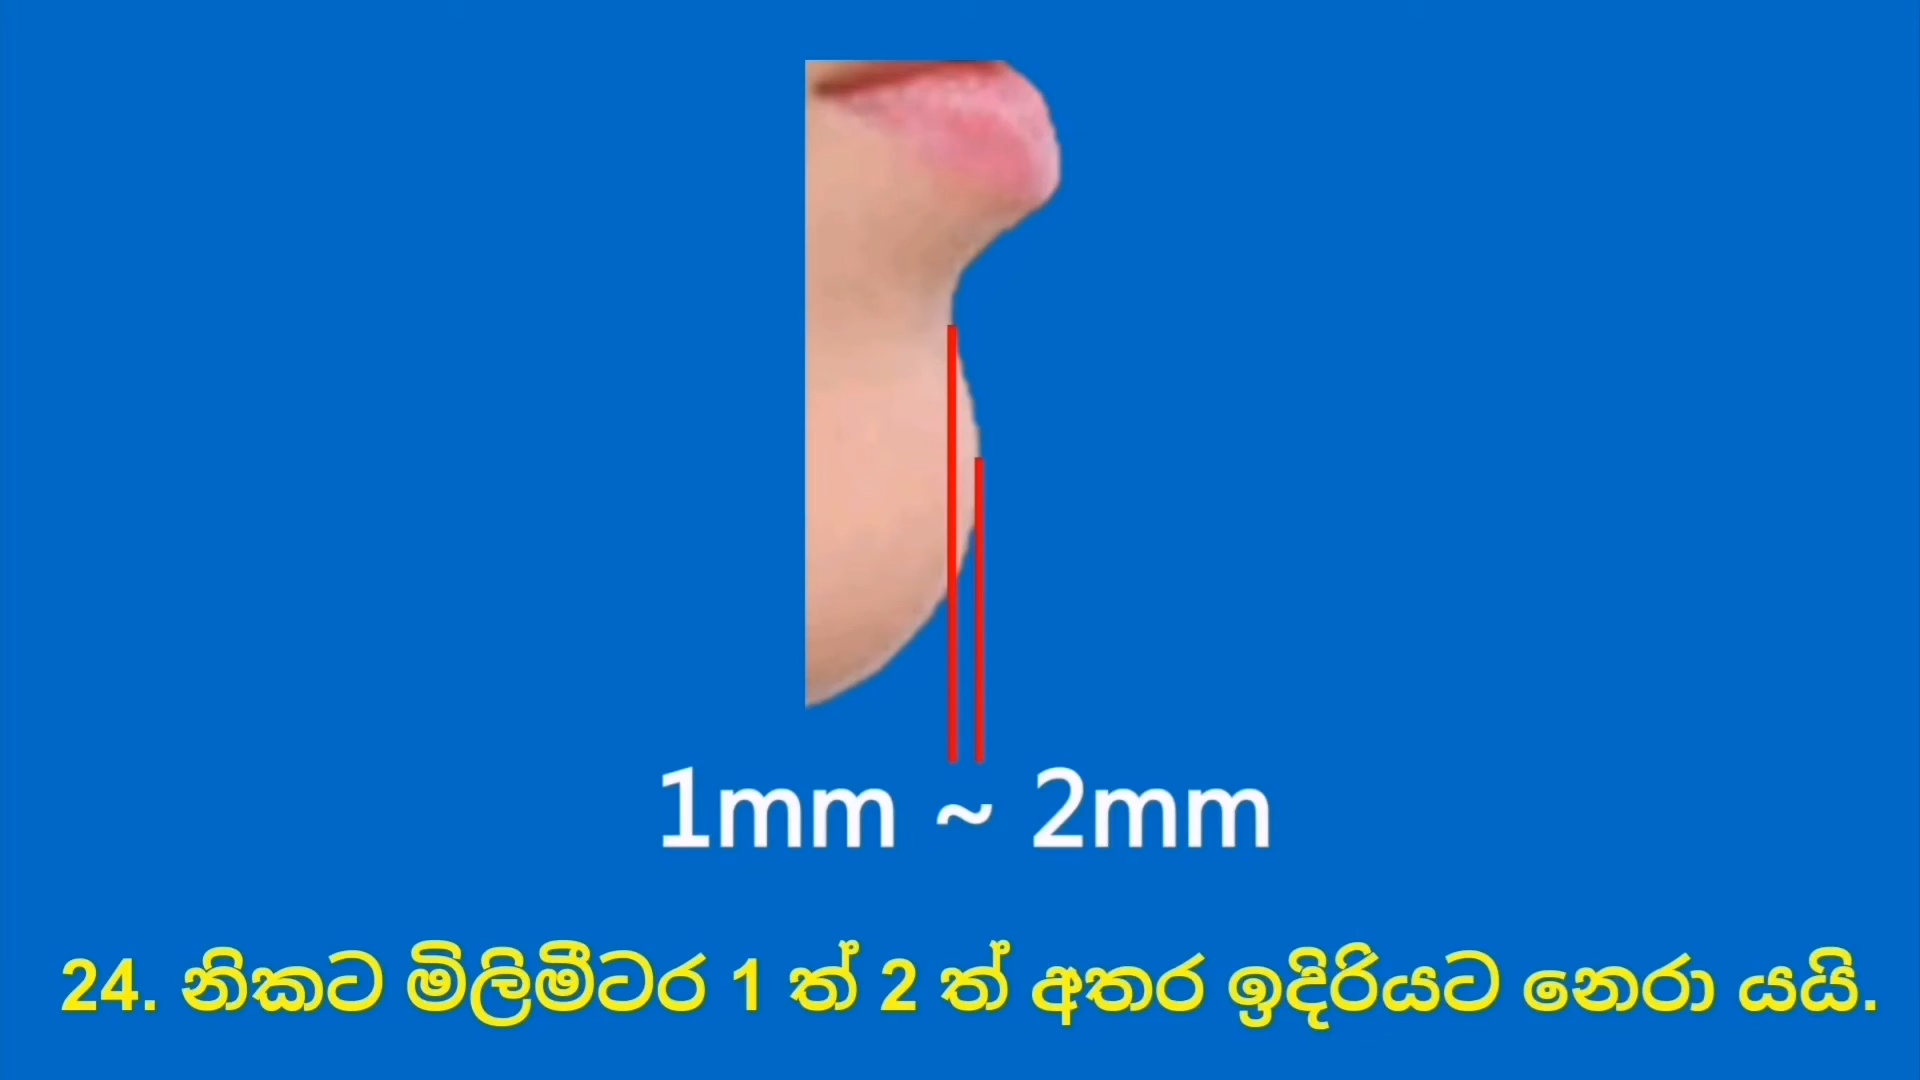 1mm ~ 2mm
24. නිකට මිලිමීටර 1 ත් 2 ත් අතර ඉදිරියට නෙරා යයි.